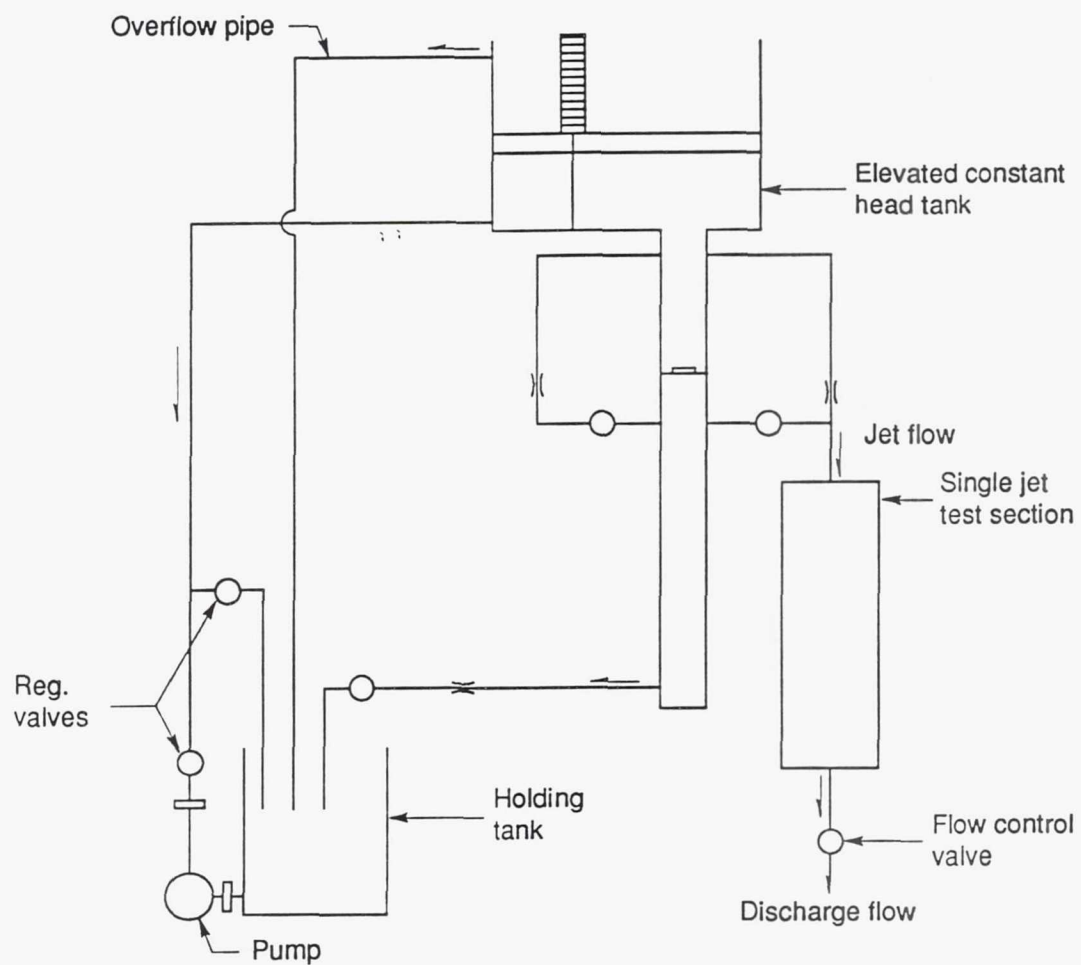 Overflow pipe
Elevated constant
head tank
Jet flow
Single jet
test section
Reg.
valves
Holding
tank
Flow control
valve
Discharge flow
Pump